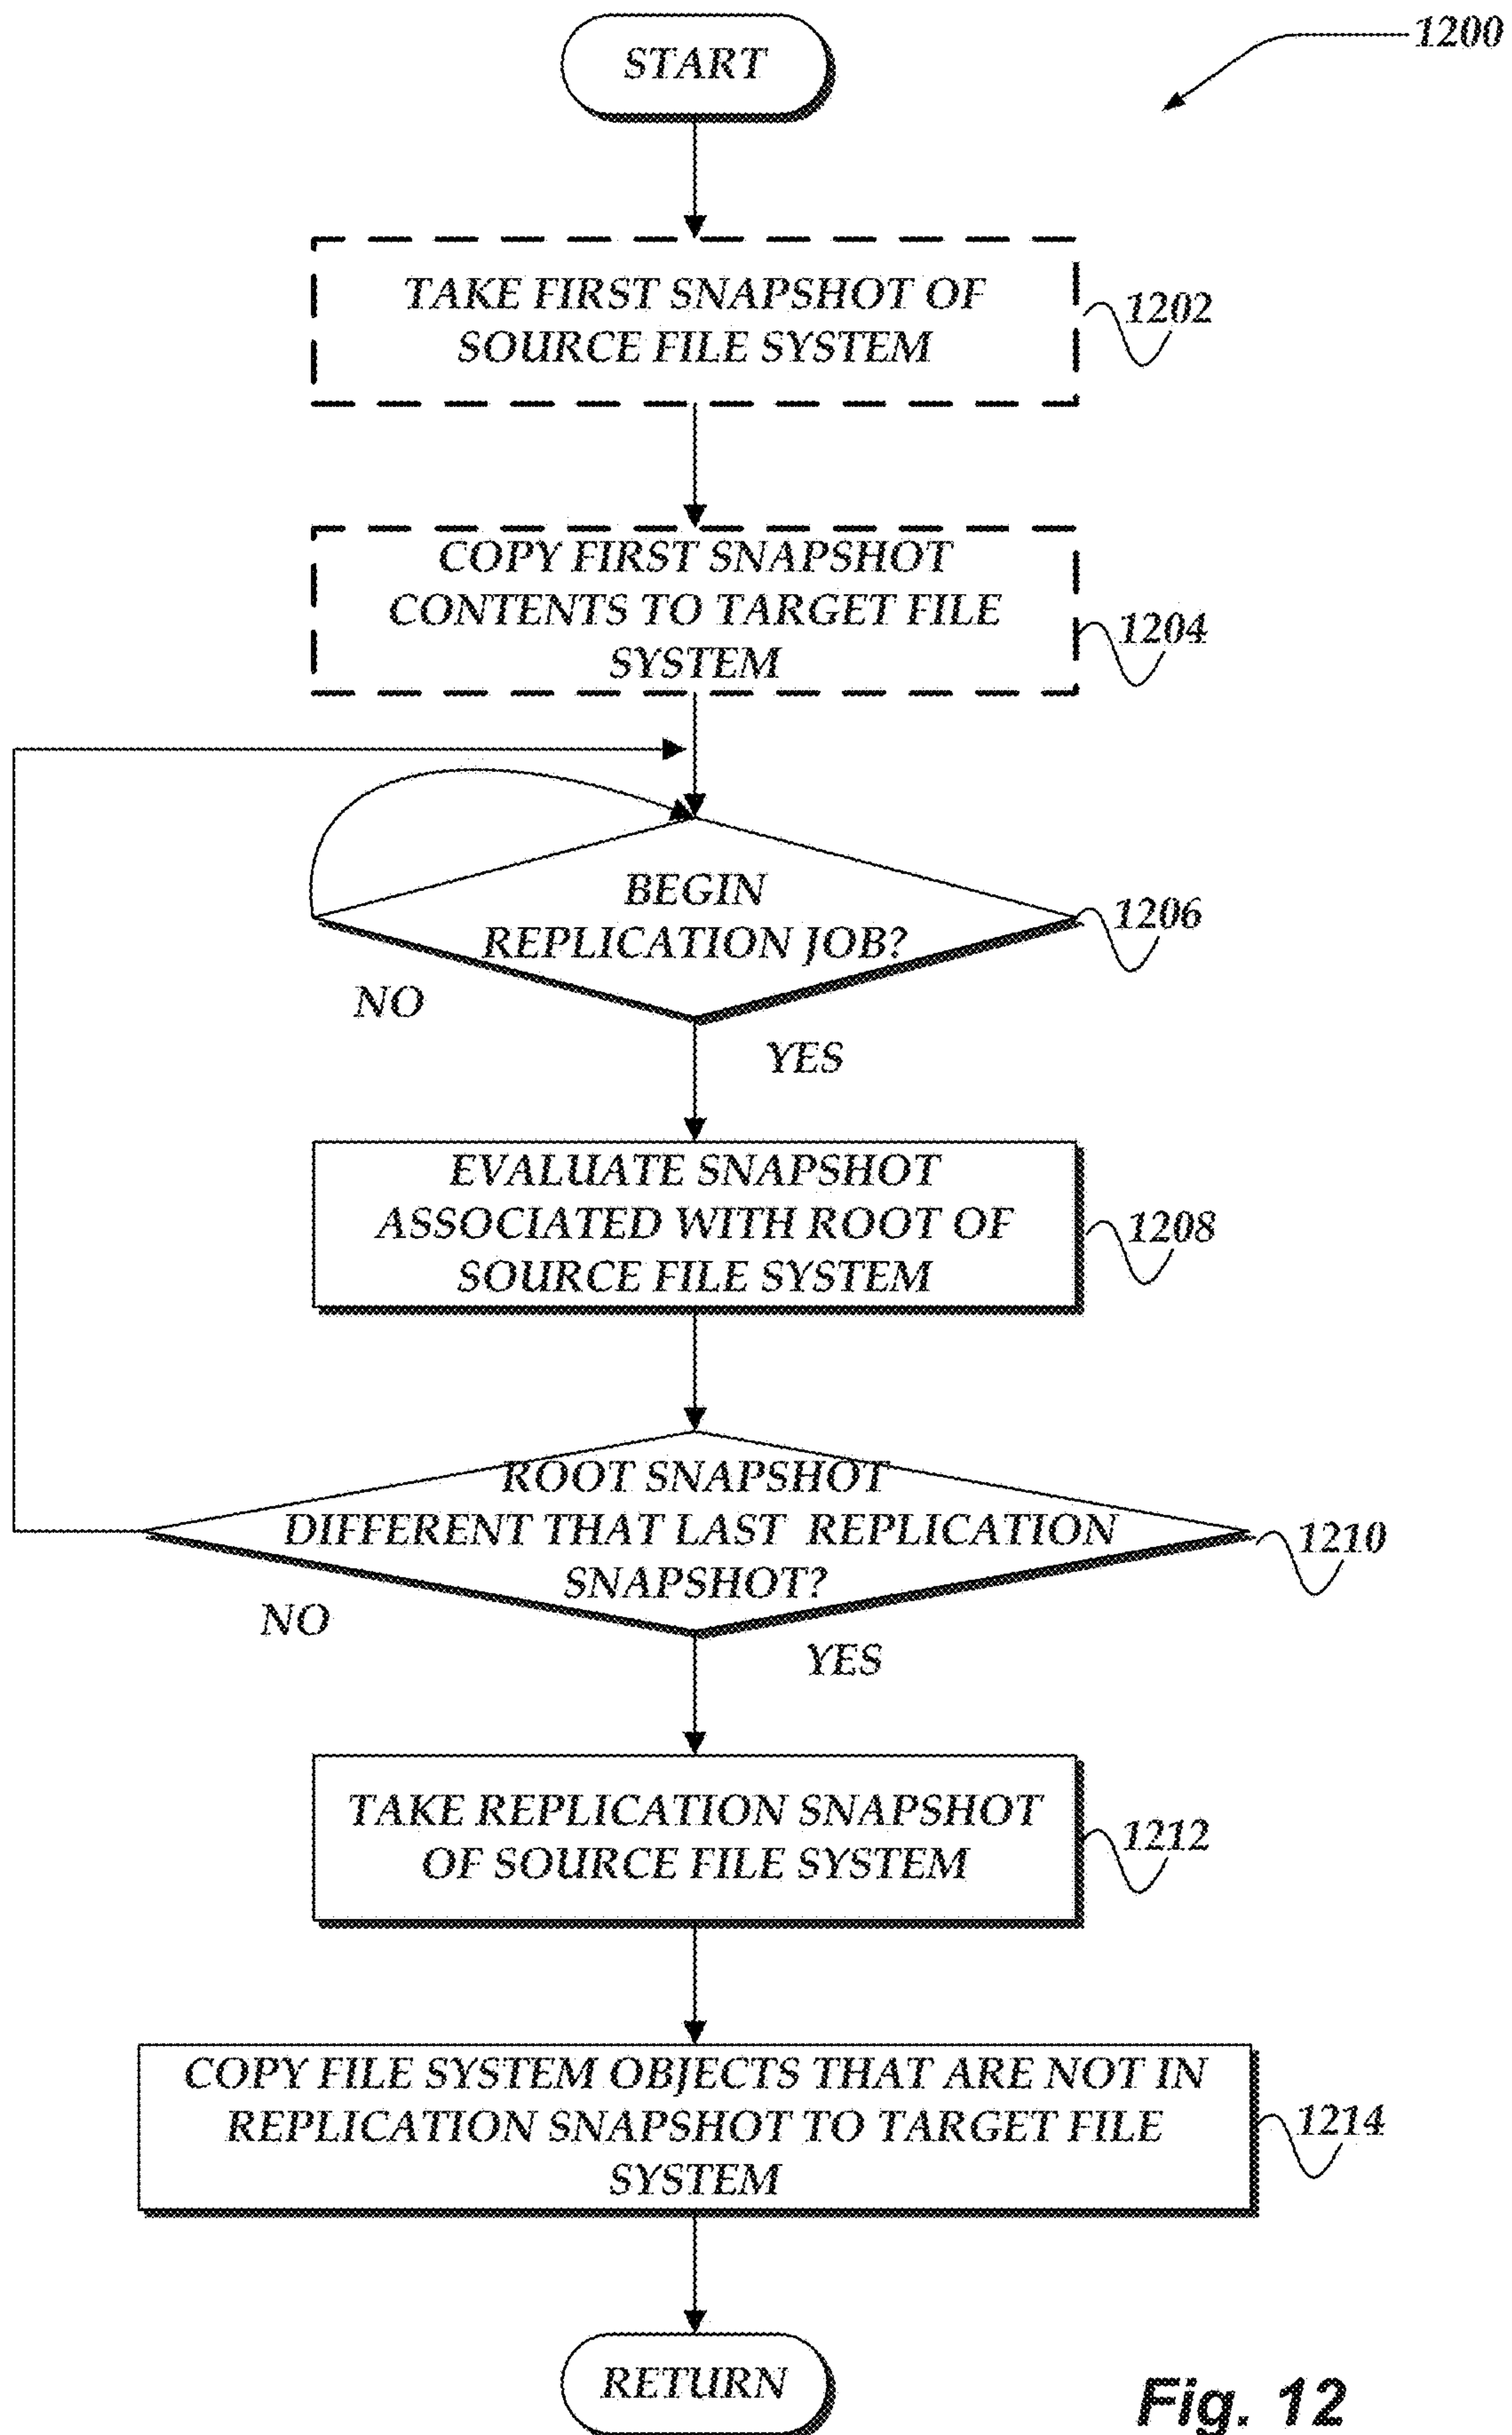 1200
START
TAKE FIRST SNAPSHOT OF
SOURCE FILE SYSTEM
1202
COPY FIRST SNAPSHOT
CONTENTS TO TARGET FILE
SYSTEM
1204
BEGIN
REPLICATION JOB?
1206
NO
YES
EVALUATE SNAPSHOT
ASSOCIATED WITH ROOT OF
SOURCE FILE SYSTEM
1208
ROOT SNAPSHOT
DIFFERENT THAT LAST REPLICATION
SNAPSHOT?
1210
NO
YES
TAKE REPLICATION SNAPSHOT
OF SOURCE FILE SYSTEM
1212
COPY FILE SYSTEM OBJECTS THAT ARE NOT IN
REPLICATION SNAPSHOT TO TARGET FILE
SYSTEM
1214
RETURN
Fig. 12